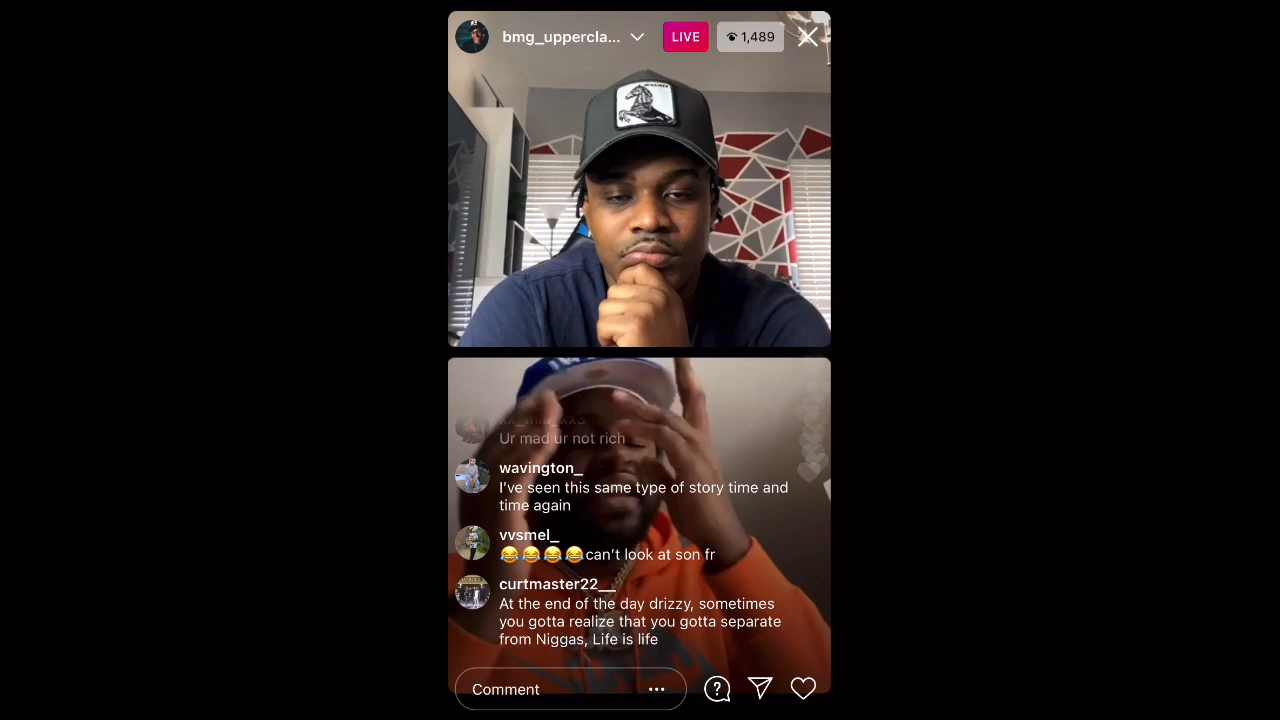 bmg_uppercla...
LIVE
1,489
Ur mad ur not rich
wavington_
I've seen this same type of story time and
time again
vvsmel_
😂😂😂😂can't look at son fr
curtmaster22__
At the end of the day drizzy, sometimes
you gotta realize that you gotta separate
from Niggas, Life is life
Comment